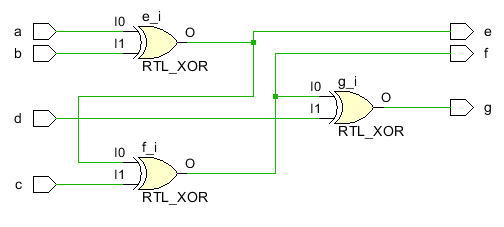 a
b
d
c
I0
I1
e_i
O
RTL_XOR
I0
I1
f_i
O
RTL_XOR
I0
I1
g_i
O
RTL_XOR
e
f
g